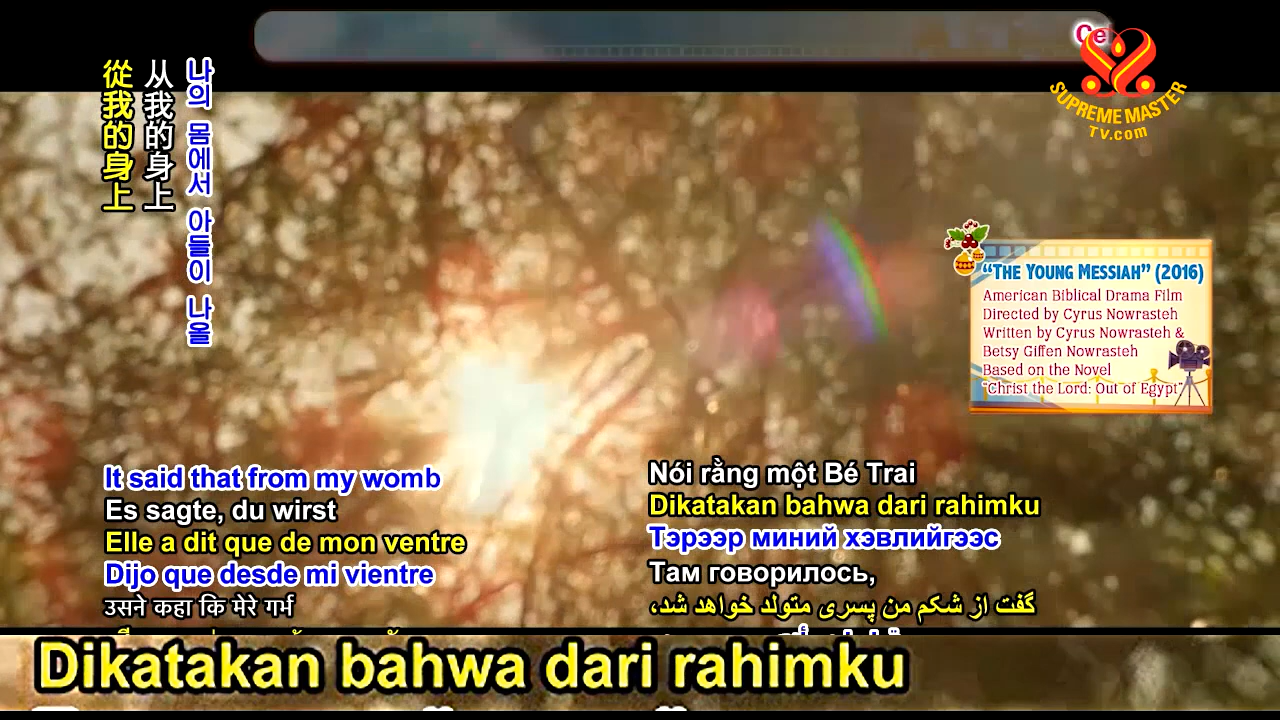 Cel
SUPREME MASTER
TV.com
나의 몸에서 아들이 나올
从我的身上
從我的身上
“THE YOUNG MESSIAH” (2016)
American Biblical Drama Film
Directed by Cyrus Nowrasteh
Written by Cyrus Nowrasteh &
Betsy Giffen Nowrasteh
Based on the Novel
“Christ the Lord: Out of Egypt”
It said that from my womb
Es sagte, du wirst
Elle a dit que de mon ventre
Dijo que desde mi vientre
उसने कहा कि मेरे गर्भ
Nói rằng một Bé Trai
Dikatakan bahwa dari rahimku
Тэрээр миний хэвлийгээс
Там говорилось,
گفت از شکم من پسری متولد خواهد شد،
Dikatakan bahwa dari rahimku